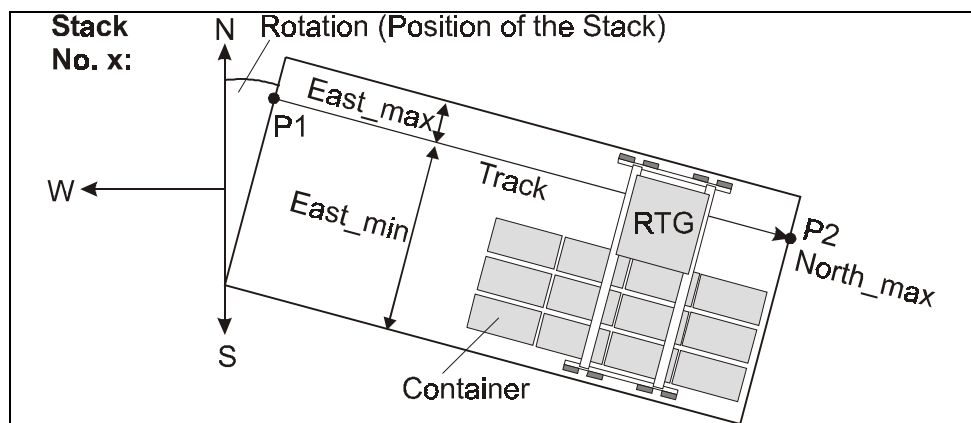 Stack
No. x:
N
Rotation (Position of the Stack)
East_max
P1
W
Track
East_min
RTG
P2
North_max
S
Container